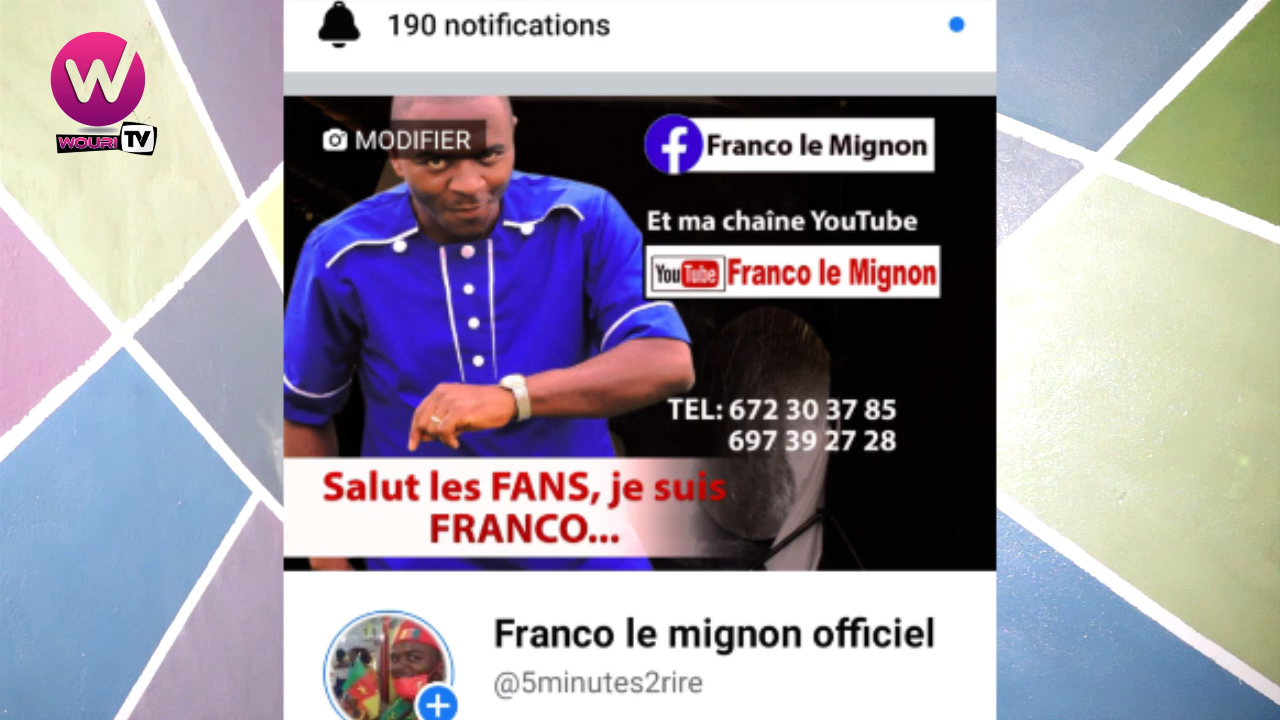 W
WOURI TV
190 notifications
MODIFIER
f Franco le Mignon
Et ma chaîne YouTube
YouTube Franco le Mignon
TEL: 672 30 37 85
697 39 27 28
Salut les FANS, je suis
FRANCO...
Franco le mignon officiel
@5minutes2rire